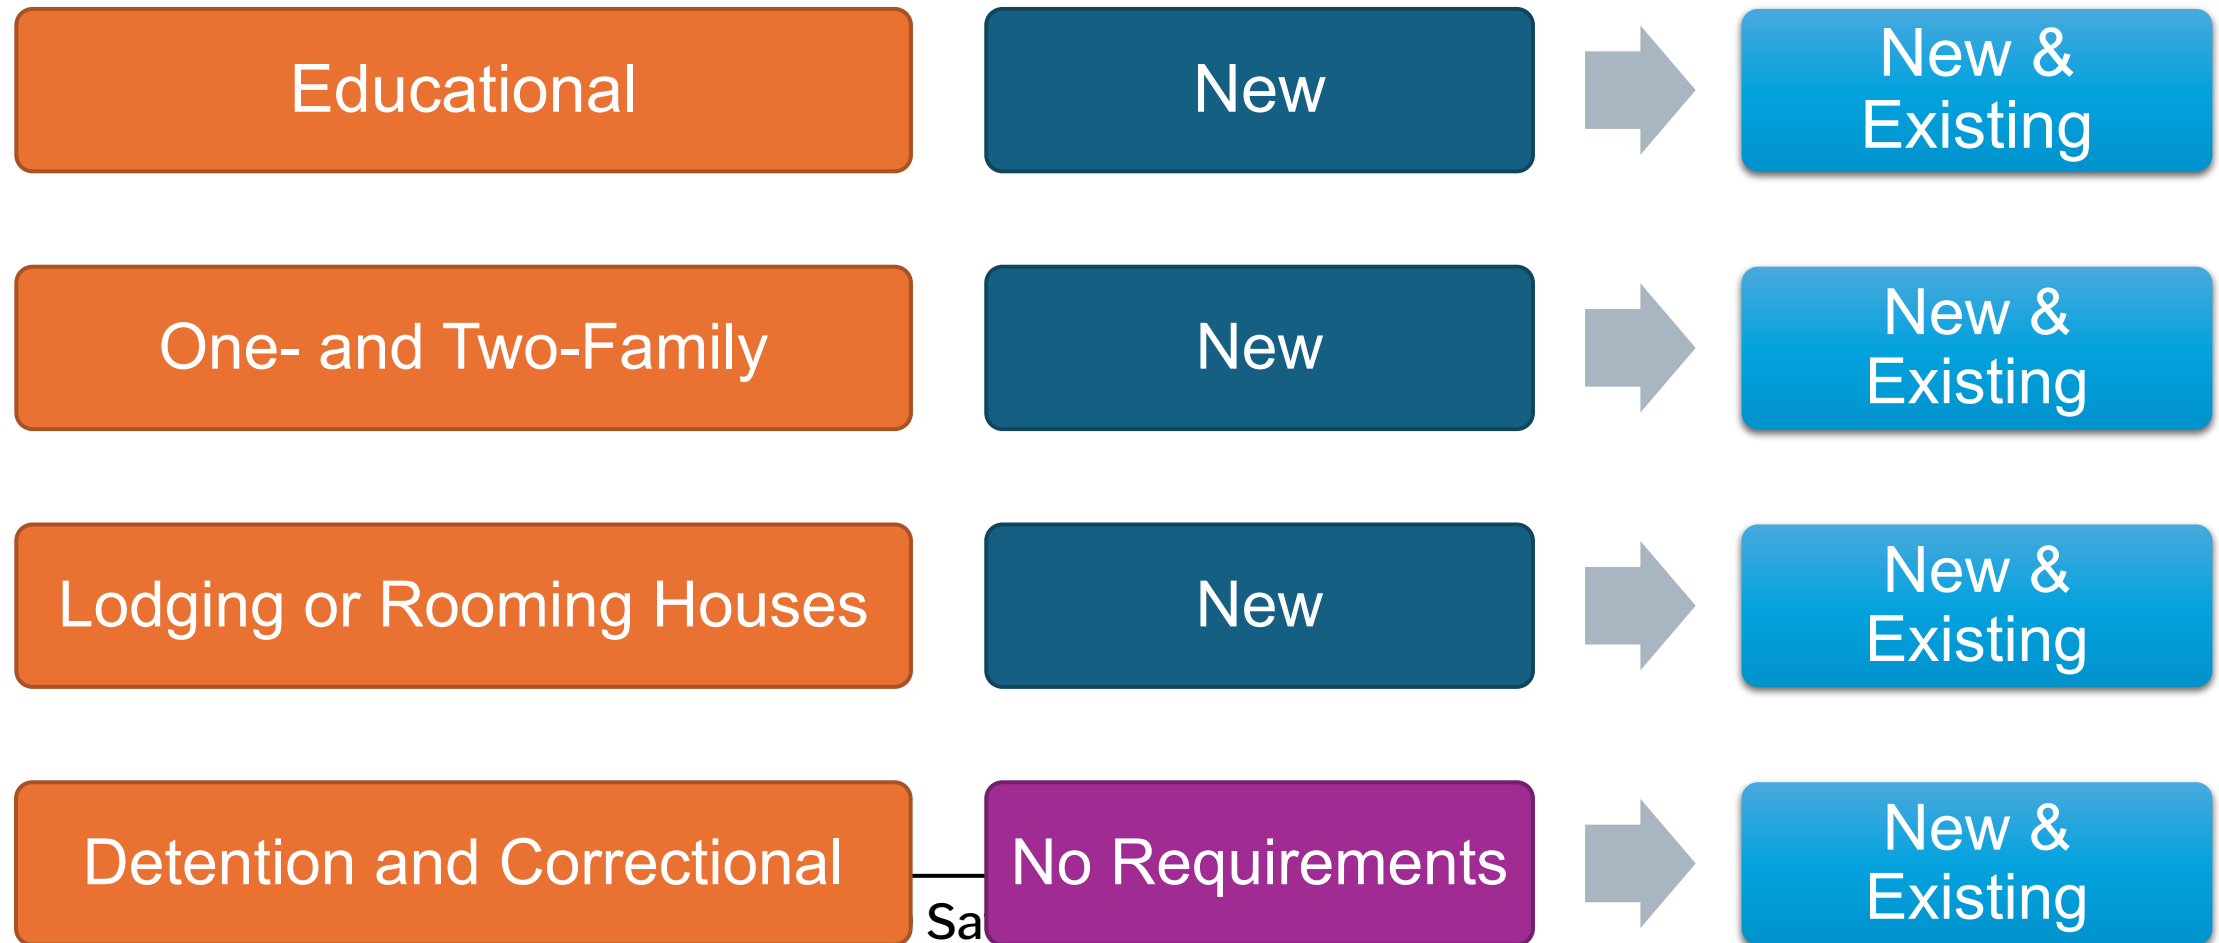 Educational
New
New &
Existing
One- and Two-Family
New
New &
Existing
Lodging or Rooming Houses
New
New &
Existing
Detention and Correctional
No Requirements
New &
Existing